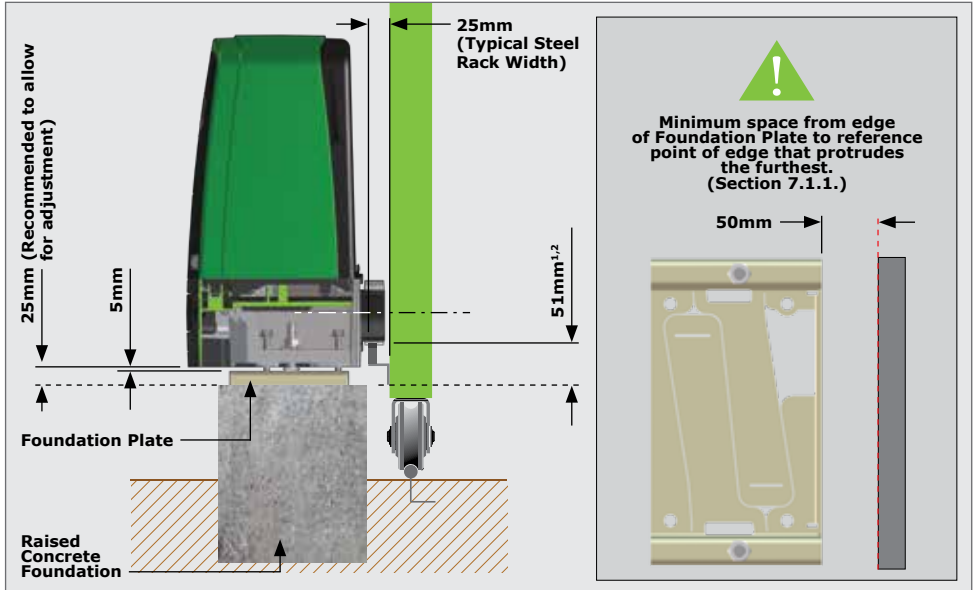 25mm (Recommended to allow
for adjustment)
5mm
25mm
(Typical Steel
Rack Width)
51mm¹,²
Foundation Plate
Raised
Concrete
Foundation
!
Minimum space from edge
of Foundation Plate to reference
point of edge that protrudes
the furthest.
(Section 7.1.1.)
50mm